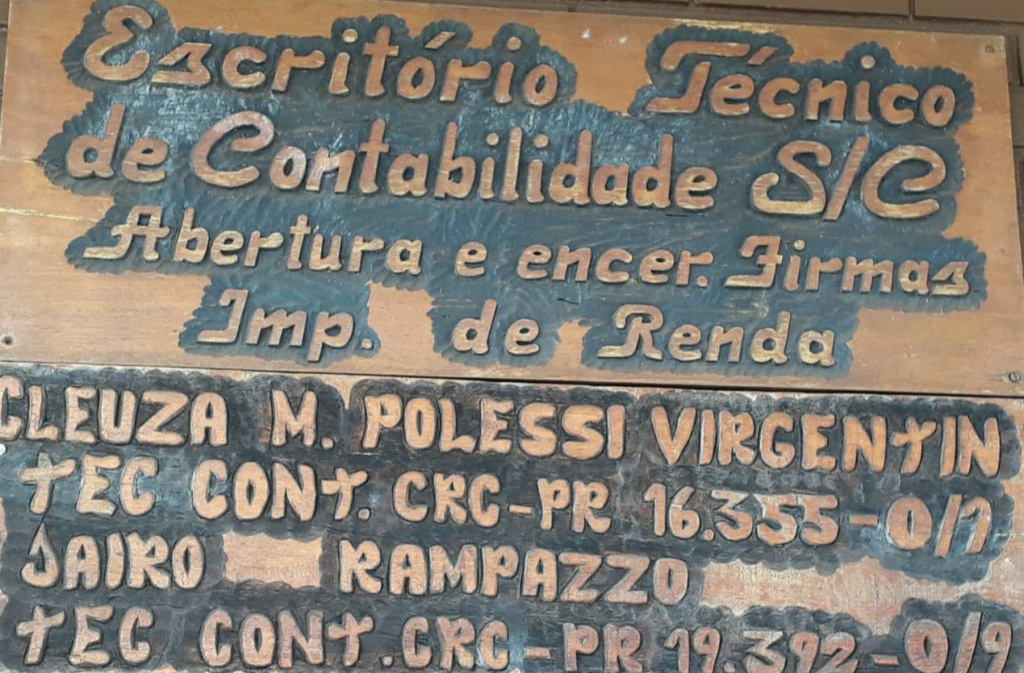 Escritório Técnico
de Contabilidade S/C
Abertura e encer. Firmas
Imp. de Renda
CLEUZA M. POLESSI VIRGENTIN
TEC CONT. CRC-PR 16.355-0/7
JAIRO RAMPAZZO
TEC CONT. CRC-PR 19.392-0/9